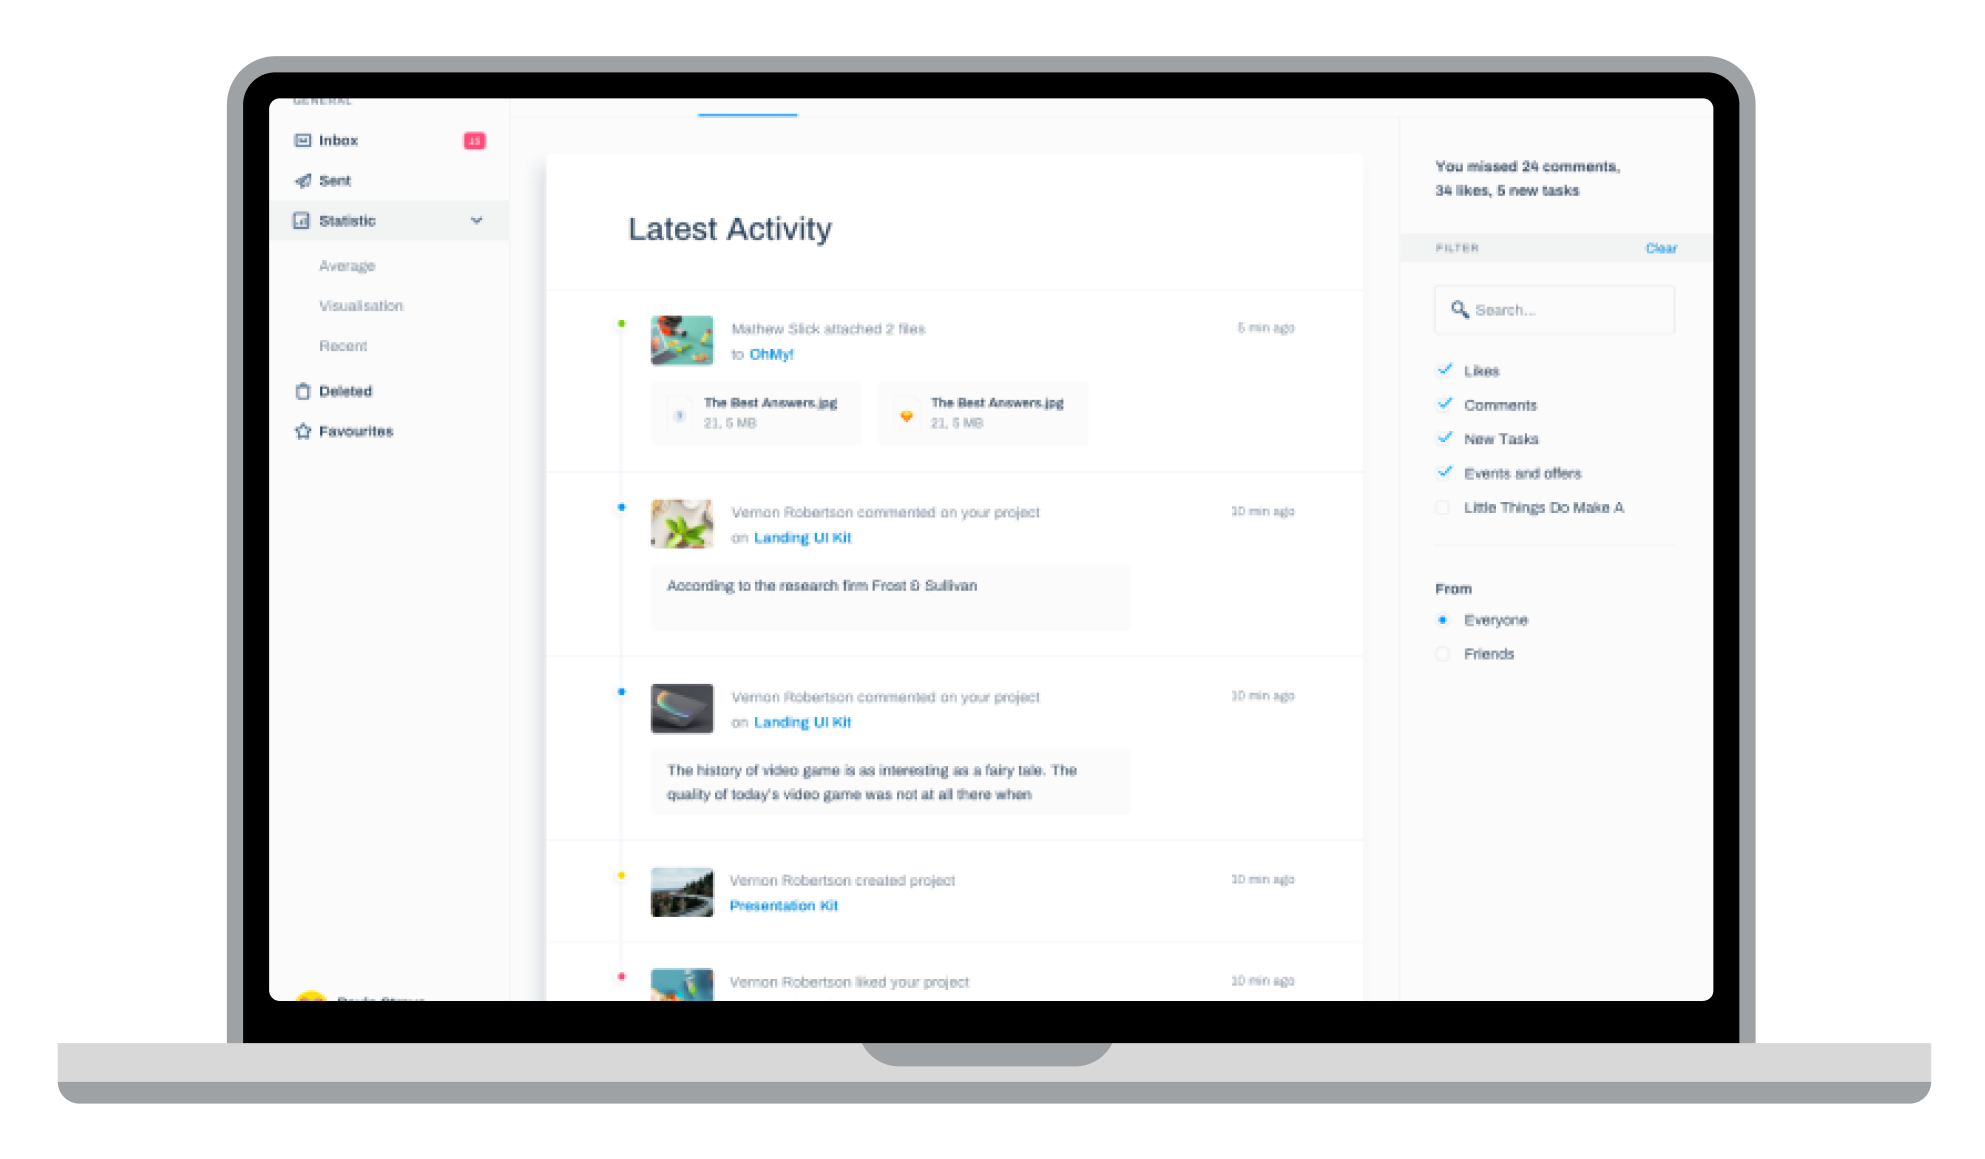 GENERAL
Inbox
15
Sent
Statistic
Average
Visualisation
Recent
Deleted
Favourites
Latest Activity
Mathew Slick attached 2 files
to OhMy!
5 min ago
The Best Answers.jpg
21, 5 MB
The Best Answers.jpg
21, 5 MB
Vernon Robertson commented on your project
on Landing UI Kit
10 min ago
According to the research firm Frost & Sullivan
Vernon Robertson commented on your project
on Landing UI Kit
10 min ago
The history of video game is as interesting as a fairy tale. The
quality of today's video game was not at all there when
Vernon Robertson created project
Presentation Kit
10 min ago
Vernon Robertson liked your project
10 min ago
You missed 24 comments,
34 likes, 5 new tasks
FILTER
Clear
Search...
Likes
Comments
New Tasks
Events and offers
Little Things Do Make A
From
Everyone
Friends